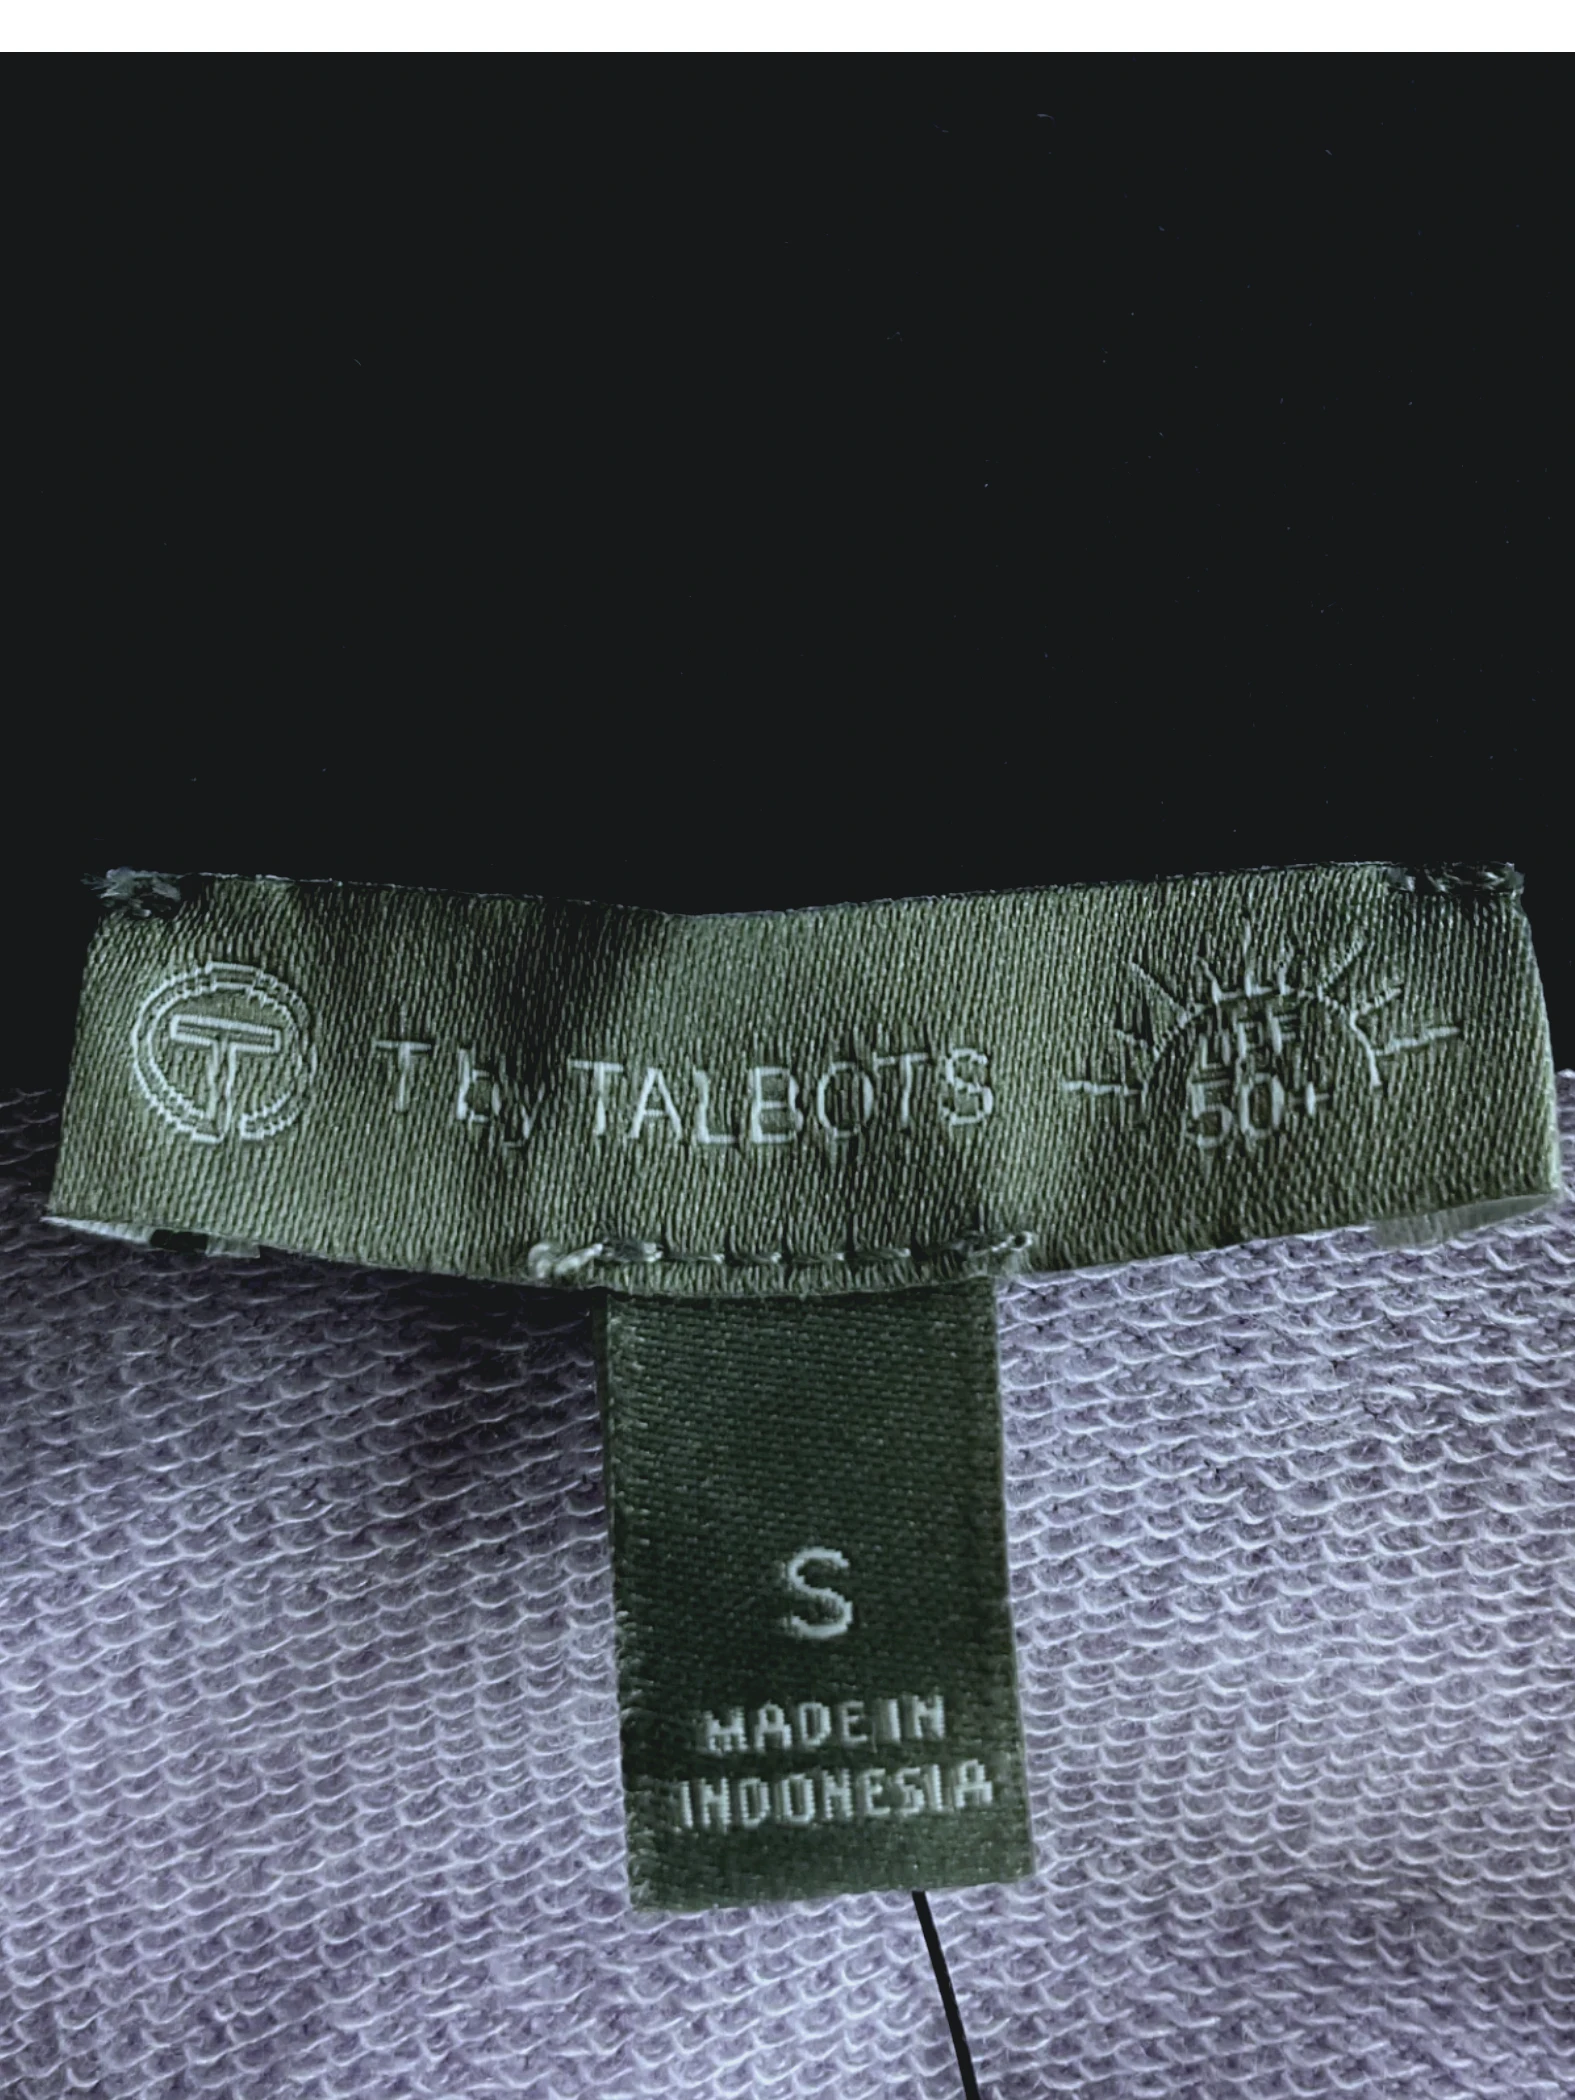 T
T by TALBOTS
UPF
50+
S
MADE IN
INDONESIA